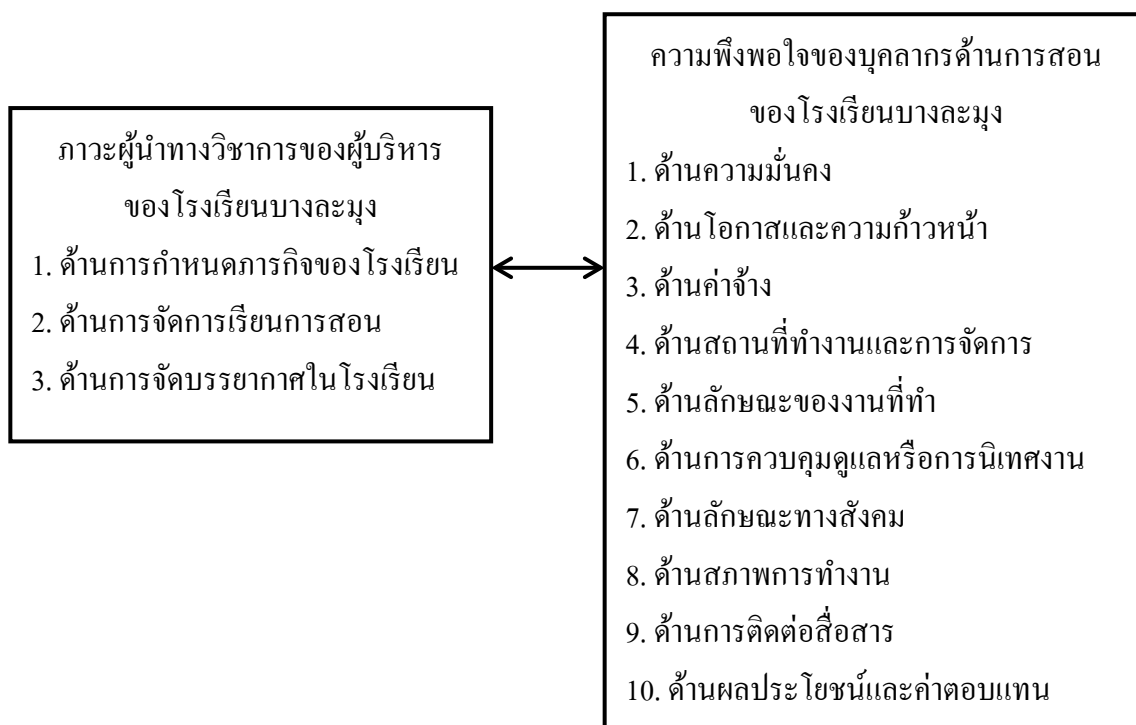 ภาวะผู้นำทางวิชาการของผู้บริหาร
ของโรงเรียนบางละมุง
1. ด้านการกำหนดภารกิจของโรงเรียน
2. ด้านการจัดการเรียนการสอน
3. ด้านการจัดบรรยากาศในโรงเรียน
ความพึงพอใจของบุคลากรด้านการสอน
ของโรงเรียนบางละมุง
1. ด้านความมั่นคง
2. ด้านโอกาสและความก้าวหน้า
3. ด้านค่าจ้าง
4. ด้านสถานที่ทำงานและการจัดการ
5. ด้านลักษณะของงานที่ทำ
6. ด้านการควบคุมดูแลหรือการนิเทศงาน
7. ด้านลักษณะทางสังคม
8. ด้านสภาพการทำงาน
9. ด้านการติดต่อสื่อสาร
10. ด้านผลประโยชน์และค่าตอบแทน